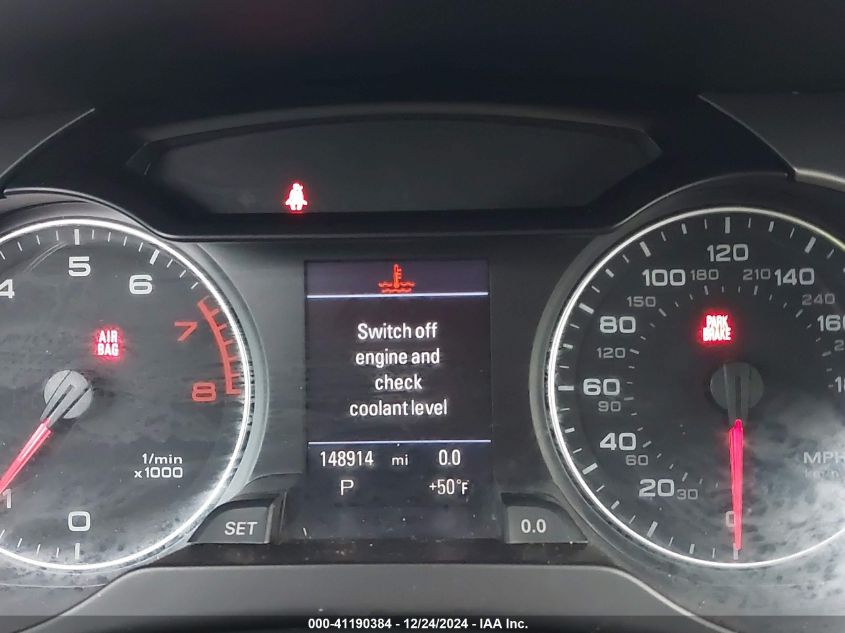 4 5 6 7 8
AIR
BAG
1/min
x1000
1 0
Switch off
engine and
check
coolant level
148914 mi 0.0
P +50°F
SET
0.0
120
100 180 210 140
150 240
80 160
PARK
BRAKE
120
60
90
40
60
MPH
20 30
0
000-41190384 - 12/24/2024 - IAA Inc.